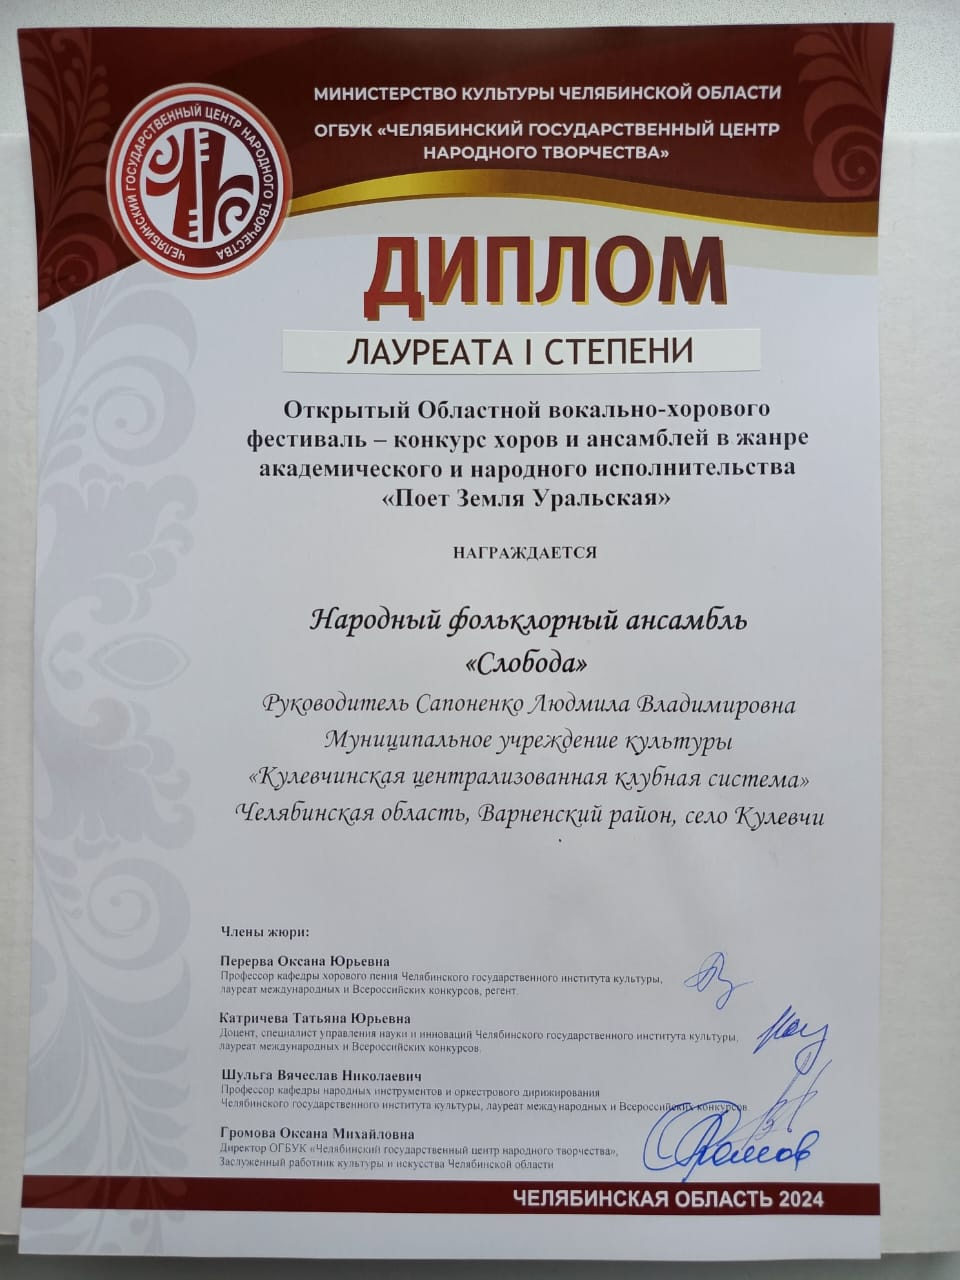 МИНИСТЕРСТВО КУЛЬТУРЫ ЧЕЛЯБИНСКОЙ ОБЛАСТИ
ОГБУК «ЧЕЛЯБИНСКИЙ ГОСУДАРСТВЕННЫЙ ЦЕНТР
НАРОДНОГО ТВОРЧЕСТВА»
ЧЕЛЯБИНСКИЙ ГОСУДАРСТВЕННЫЙ ЦЕНТР НАРОДНОГО ТВОРЧЕСТВА
ДИПЛОМ
ЛАУРЕАТА I СТЕПЕНИ
Открытый Областной вокально-хорового
фестиваль – конкурс хоров и ансамблей в жанре
академического и народного исполнительства
«Поет Земля Уральская»
НАГРАЖДАЕТСЯ
Народный фольклорный ансамбль
«Слобода»
Руководитель Сапоненко Людмила Владимировна
Муниципальное учреждение культуры
«Кулевчинская централизованная клубная система»
Челябинская область, Варненский район, село Кулевчи
Члены жюри:
Перерва Оксана Юрьевна
Профессор кафедры хорового пения Челябинского государственного института культуры,
лауреат международных и Всероссийских конкурсов, регент.
Катричева Татьяна Юрьевна
Доцент, специалист управления науки и инноваций Челябинского государственного института культуры,
лауреат международных и Всероссийских конкурсов.
Шульга Вячеслав Николаевич
Профессор кафедры народных инструментов и оркестрового дирижирования
Челябинского государственного института культуры, лауреат международных и Всероссийских конкурсов
Громова Оксана Михайловна
Директор ОГБУК «Челябинский государственный центр народного творчества»,
Заслуженный работник культуры и искусства Челябинской области
ЧЕЛЯБИНСКАЯ ОБЛАСТЬ 2024